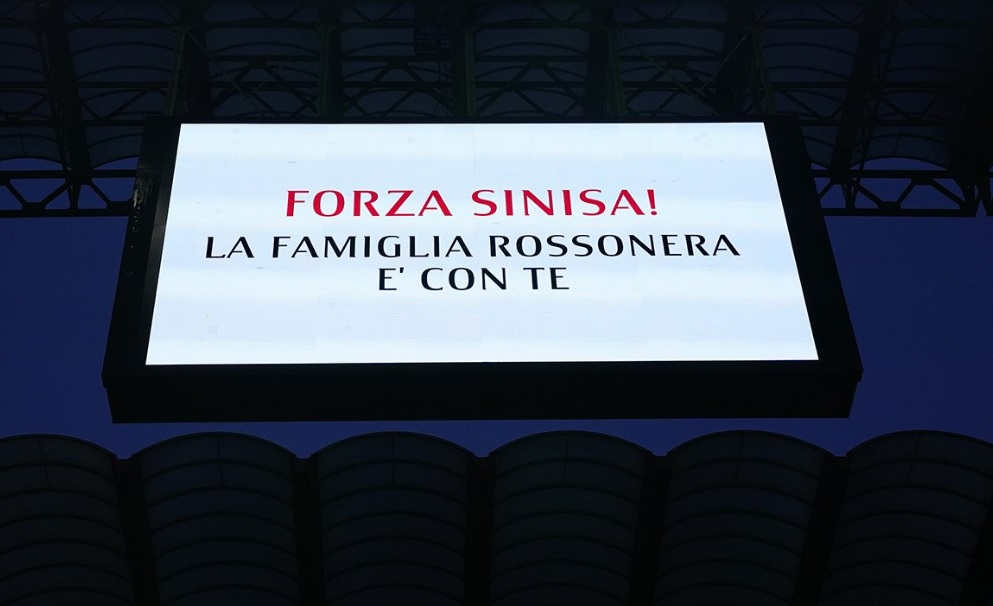 FORZA SINISA!
LA FAMIGLIA ROSSONERA
E' CON TE